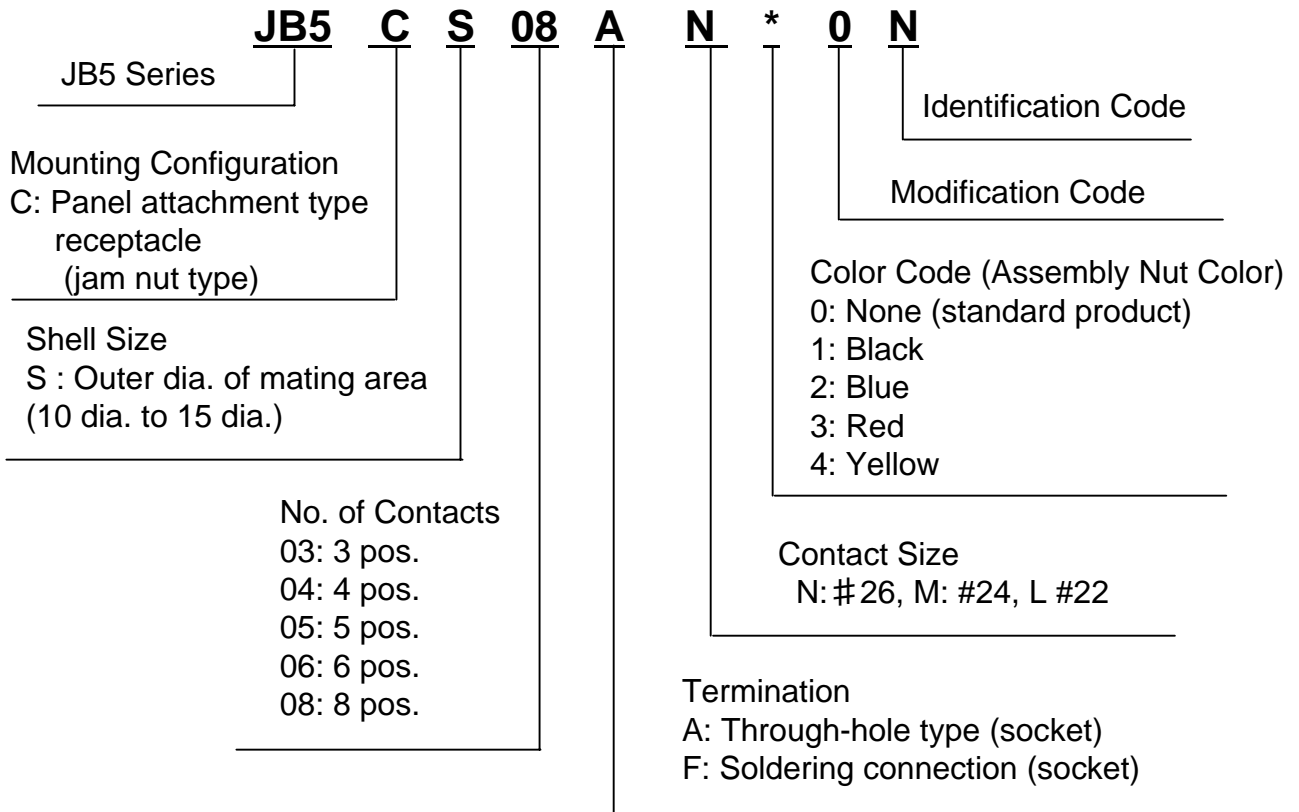 JB5 C S 08 A N * 0 N
JB5 Series
Identification Code
Mounting Configuration
C: Panel attachment type
receptacle
(jam nut type)
Modification Code
Color Code (Assembly Nut Color)
0: None (standard product)
1: Black
2: Blue
3: Red
4: Yellow
Shell Size
S : Outer dia. of mating area
(10 dia. to 15 dia.)
No. of Contacts
03: 3 pos.
04: 4 pos.
05: 5 pos.
06: 6 pos.
08: 8 pos.
Contact Size
N:♯26, M: #24, L #22
Termination
A: Through-hole type (socket)
F: Soldering connection (socket)